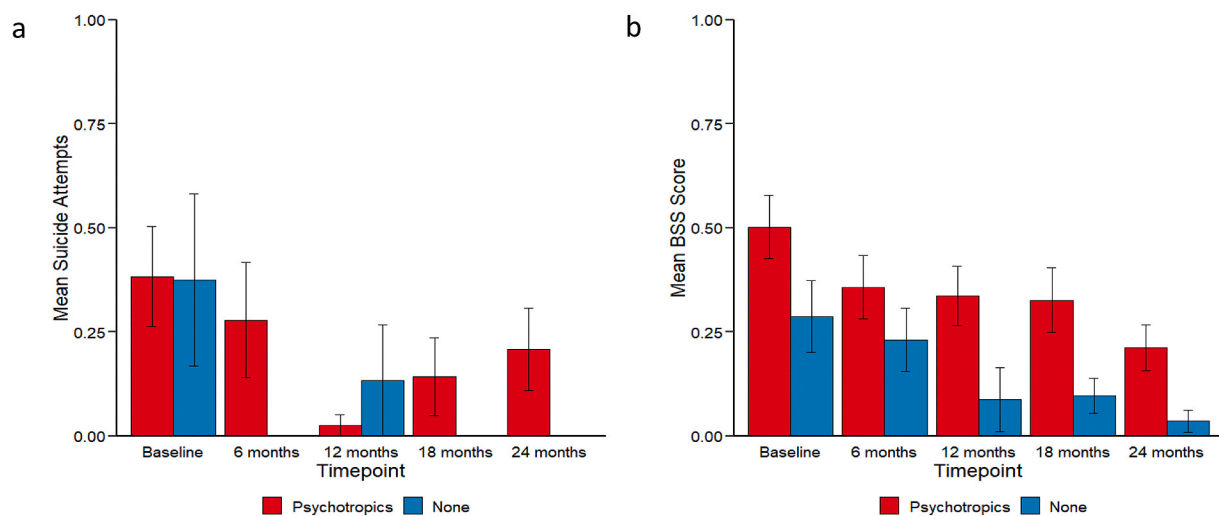 a
Mean Suicide Attempts
1.00
0.75
0.50
0.25
0.00
Baseline 6 months 12 months 18 months 24 months
Timepoint
Psychotropics None
b
Mean BSS Score
1.00
0.75
0.50
0.25
0.00
Baseline 6 months 12 months 18 months 24 months
Timepoint
Psychotropics None